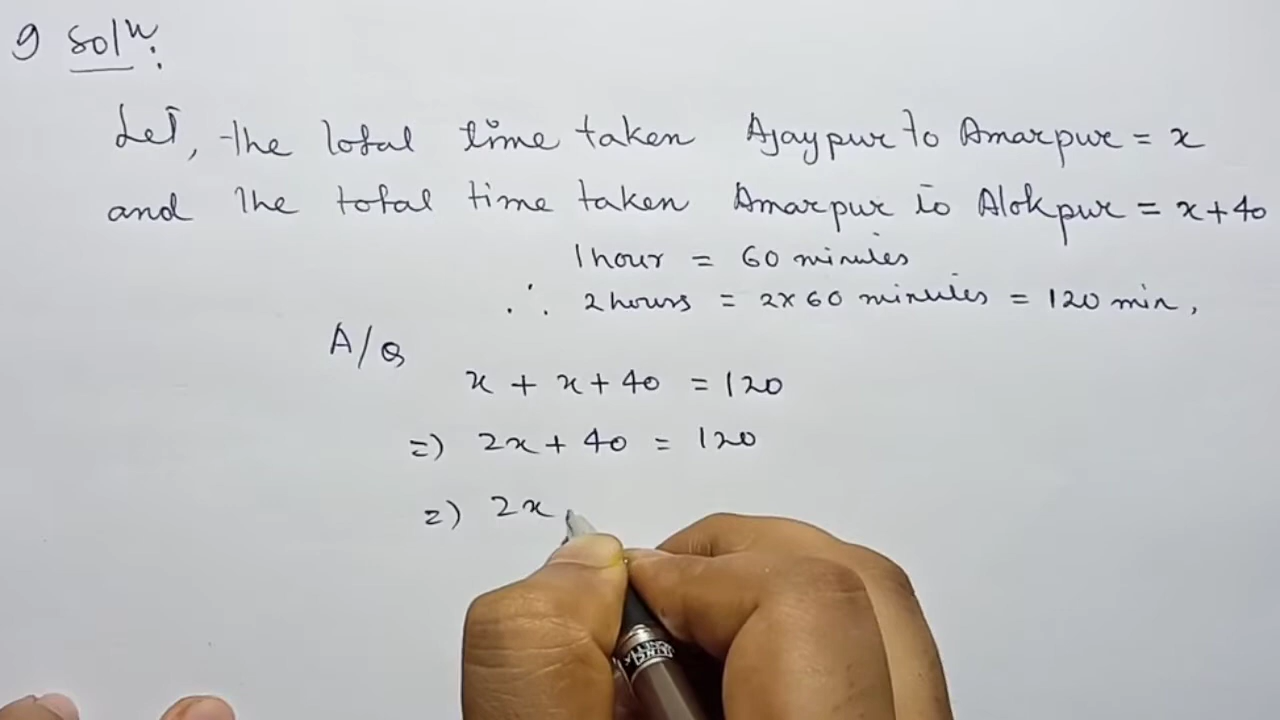 9 Solⁿ:
Let, the total time taken Ajaypur to Amarpur = x
and the total time taken Amarpur to Alokpur = x+40
1 hour = 60 minutes
∴ 2 hours = 2×60 minutes = 120 min,
A/Q
x + x + 40 = 120
=) 2x + 40 = 120
=) 2x